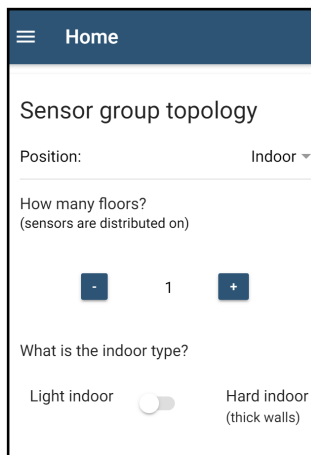 Home
Sensor group topology
Position: Indoor
How many floors?
(sensors are distributed on)
- 1 +
What is the indoor type?
Light indoor Hard indoor
(thick walls)